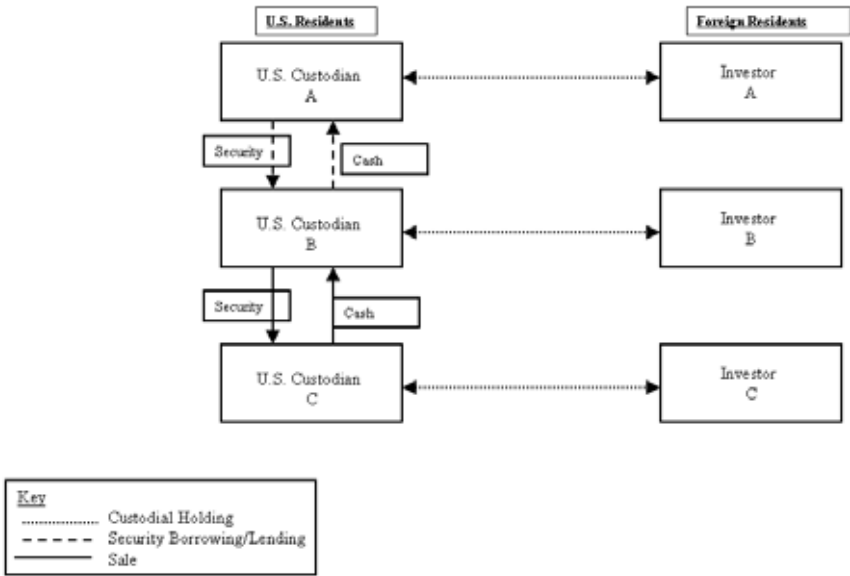 U.S. Residents
Foreign Residents
U.S. Custodian
A
Investor
A
Security
Cash
U.S. Custodian
B
Investor
B
Security
Cash
U.S. Custodian
C
Investor
C
Key
Custodial Holding
Security Borrowing/Lending
Sale